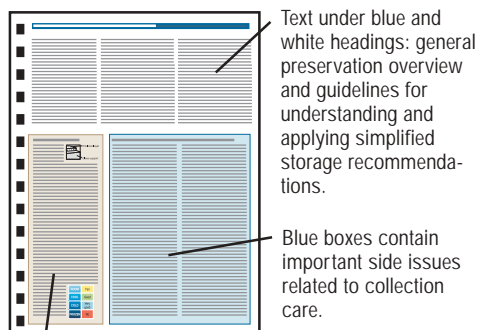 Text under blue and
white headings: general
preservation overview
and guidelines for
understanding and
applying simplified
storage recommenda-
tions.
Blue boxes contain
important side issues
related to collection
care.